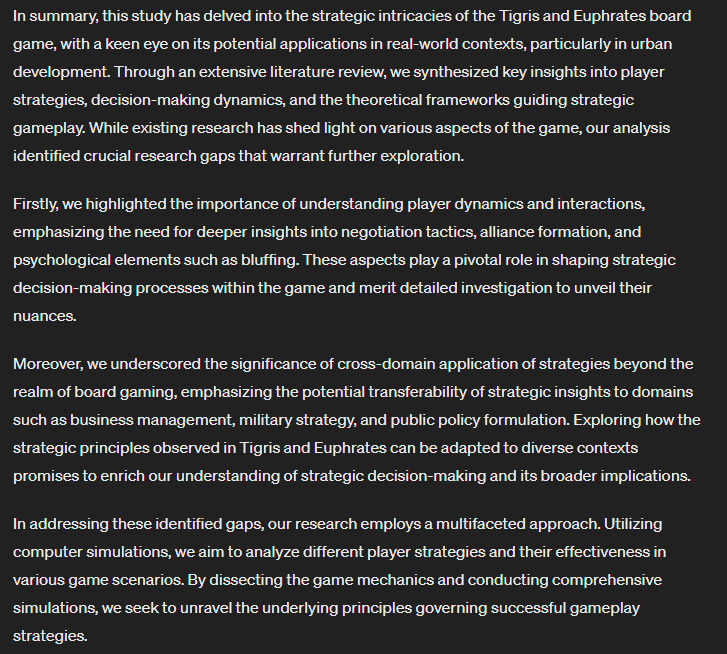 In summary, this study has delved into the strategic intricacies of the Tigris and Euphrates board
game, with a keen eye on its potential applications in real-world contexts, particularly in urban
development. Through an extensive literature review, we synthesized key insights into player
strategies, decision-making dynamics, and the theoretical frameworks guiding strategic
gameplay. While existing research has shed light on various aspects of the game, our analysis
identified crucial research gaps that warrant further exploration.
Firstly, we highlighted the importance of understanding player dynamics and interactions,
emphasizing the need for deeper insights into negotiation tactics, alliance formation, and
psychological elements such as bluffing. These aspects play a pivotal role in shaping strategic
decision-making processes within the game and merit detailed investigation to unveil their
nuances.
Moreover, we underscored the significance of cross-domain application of strategies beyond the
realm of board gaming, emphasizing the potential transferability of strategic insights to domains
such as business management, military strategy, and public policy formulation. Exploring how the
strategic principles observed in Tigris and Euphrates can be adapted to diverse contexts
promises to enrich our understanding of strategic decision-making and its broader implications.
In addressing these identified gaps, our research employs a multifaceted approach. Utilizing
computer simulations, we aim to analyze different player strategies and their effectiveness in
various game scenarios. By dissecting the game mechanics and conducting comprehensive
simulations, we seek to unravel the underlying principles governing successful gameplay
strategies.